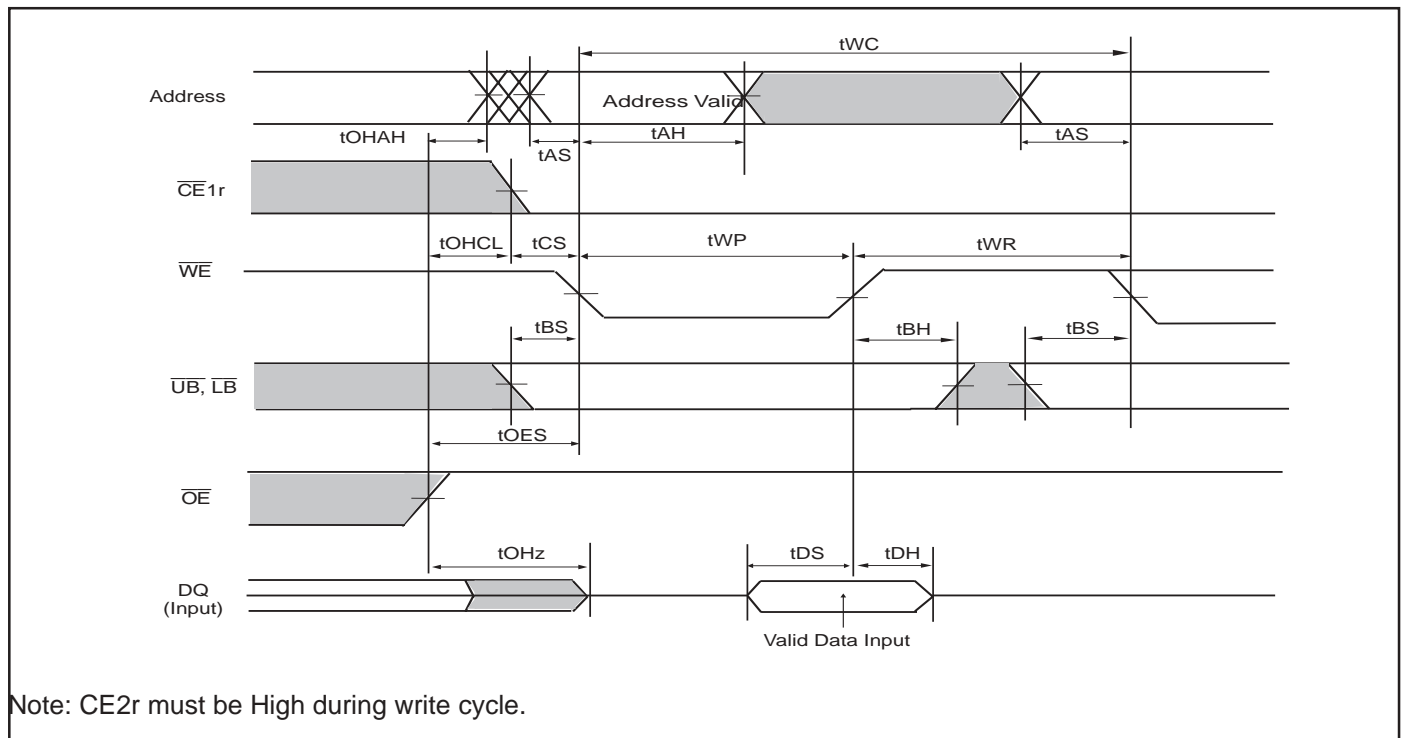 tWC
Address
Address Valid
tOHAH
tAS
tAH
tAS
CE1r
tOHCL
tCS
tWP
tWR
WE
tBS
tBH
tBS
UB, LB
tOES
OE
tOHz
tDS
tDH
DQ
(Input)
Valid Data Input
Note: CE2r must be High during write cycle.